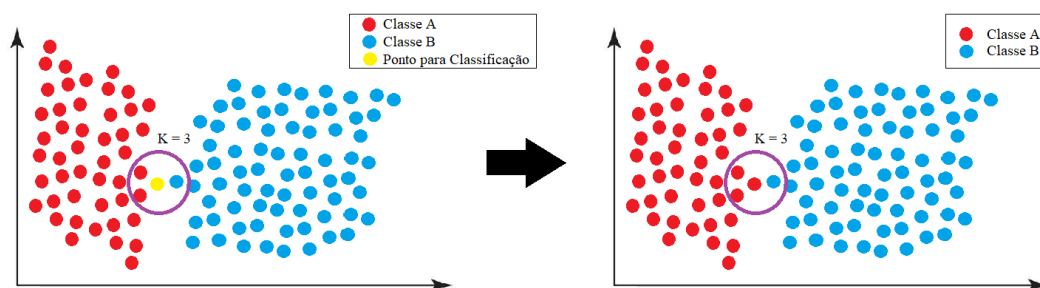 Classe A
Classe B
Ponto para Classificação
K = 3
Classe A
Classe B
K = 3